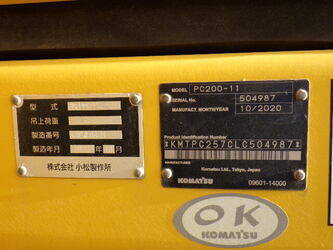 型式
吊上荷重
製造番号
製造年月
株式会社 小松製作所
MODEL PC200-11
SERIAL No. 504987
MANUFACT. MONTH/YEAR 10/2020
Product Identification Number
*KMTPC257CLC504987*
MANUFACTURER
Komatsu Ltd., Tokyo, Japan
KOMATSU
09601-14000
OK
KOMATSU